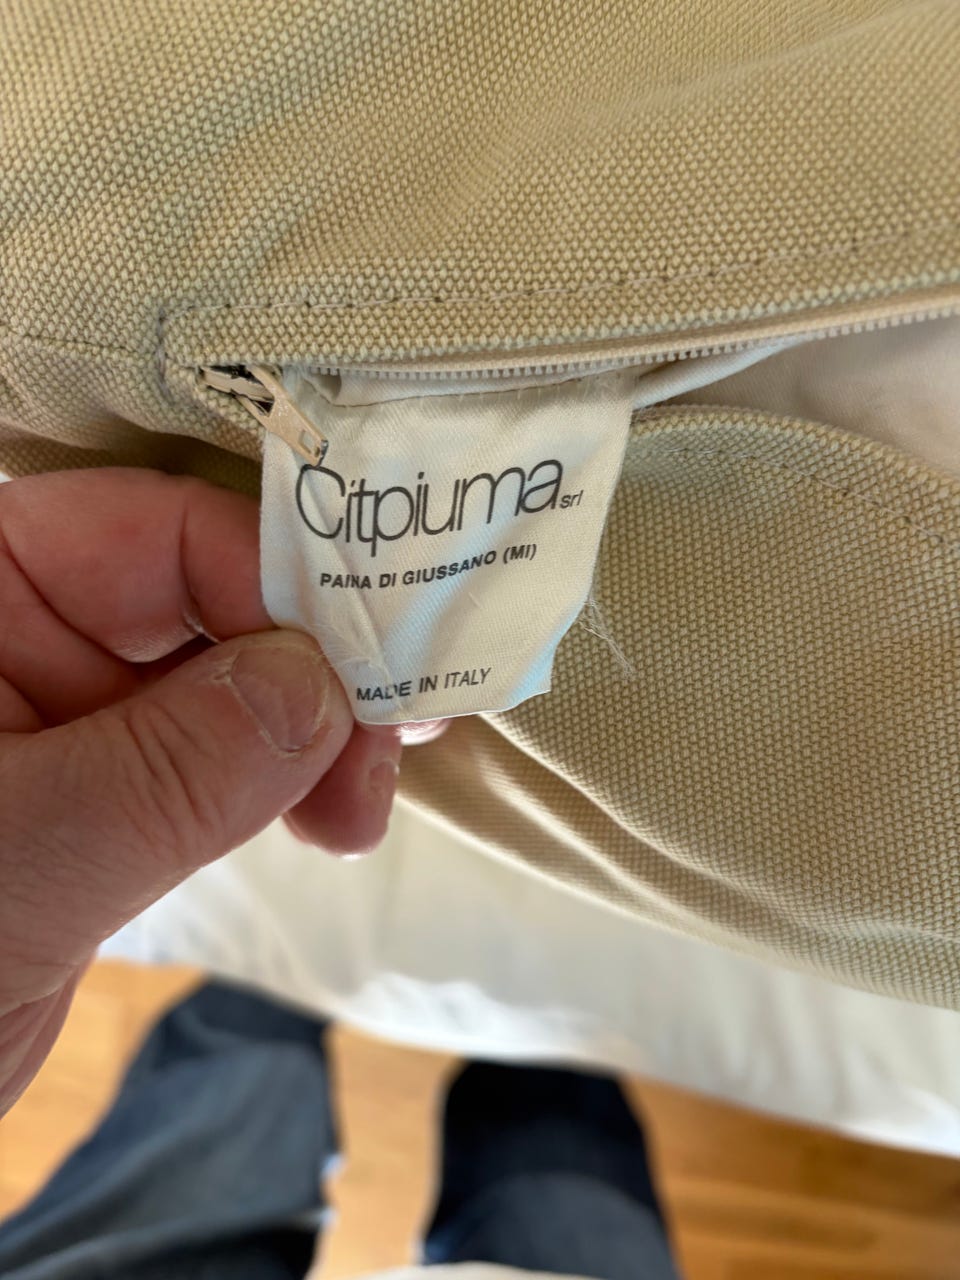 Citpiuma srl
PAINA DI GIUSSANO (MI)
MADE IN ITALY